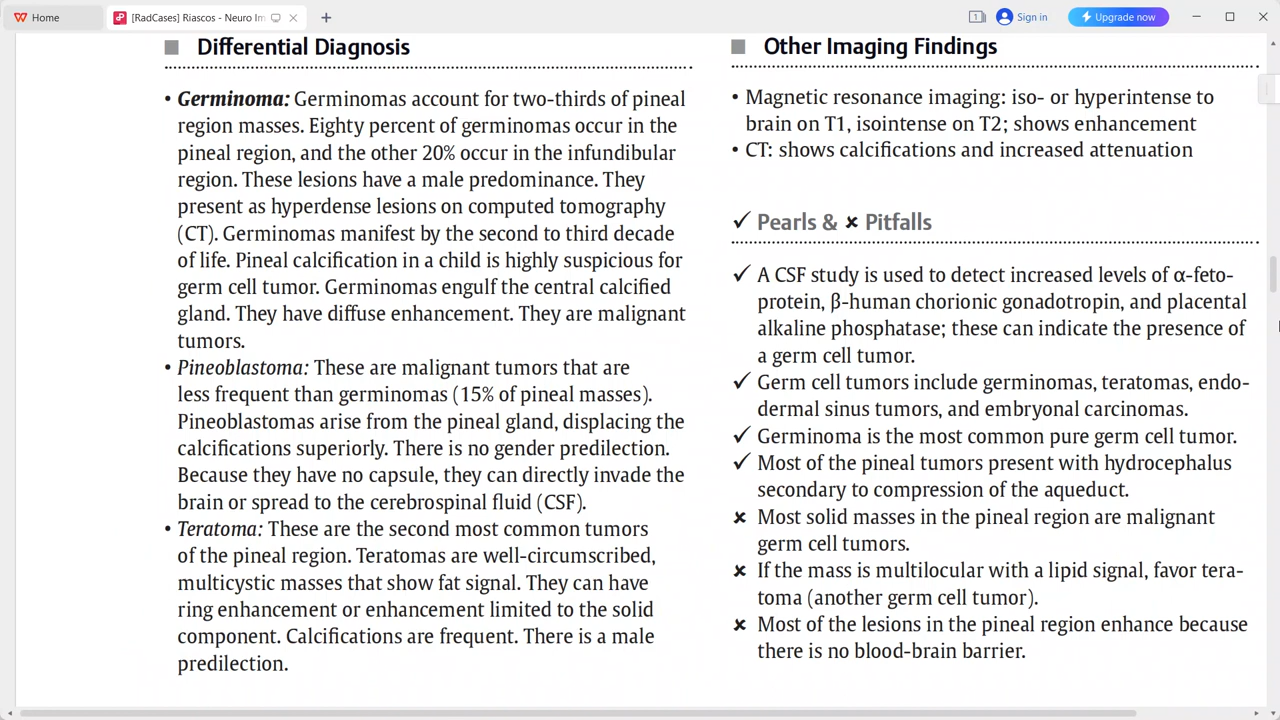 Home
[RadCases] Riascos - Neuro Im
Sign in
Upgrade now
Differential Diagnosis
• Germinoma: Germinomas account for two-thirds of pineal
region masses. Eighty percent of germinomas occur in the
pineal region, and the other 20% occur in the infundibular
region. These lesions have a male predominance. They
present as hyperdense lesions on computed tomography
(CT). Germinomas manifest by the second to third decade
of life. Pineal calcification in a child is highly suspicious for
germ cell tumor. Germinomas engulf the central calcified
gland. They have diffuse enhancement. They are malignant
tumors.
• Pineoblastoma: These are malignant tumors that are
less frequent than germinomas (15% of pineal masses).
Pineoblastomas arise from the pineal gland, displacing the
calcifications superiorly. There is no gender predilection.
Because they have no capsule, they can directly invade the
brain or spread to the cerebrospinal fluid (CSF).
• Teratoma: These are the second most common tumors
of the pineal region. Teratomas are well-circumscribed,
multicystic masses that show fat signal. They can have
ring enhancement or enhancement limited to the solid
component. Calcifications are frequent. There is a male
predilection.
Other Imaging Findings
• Magnetic resonance imaging: iso- or hyperintense to
brain on T1, isointense on T2; shows enhancement
• CT: shows calcifications and increased attenuation
✓ Pearls & ✘ Pitfalls
✓ A CSF study is used to detect increased levels of α-feto-
protein, β-human chorionic gonadotropin, and placental
alkaline phosphatase; these can indicate the presence of
a germ cell tumor.
✓ Germ cell tumors include germinomas, teratomas, endo-
dermal sinus tumors, and embryonal carcinomas.
✓ Germinoma is the most common pure germ cell tumor.
✓ Most of the pineal tumors present with hydrocephalus
secondary to compression of the aqueduct.
✘ Most solid masses in the pineal region are malignant
germ cell tumors.
✘ If the mass is multilocular with a lipid signal, favor tera-
toma (another germ cell tumor).
✘ Most of the lesions in the pineal region enhance because
there is no blood-brain barrier.